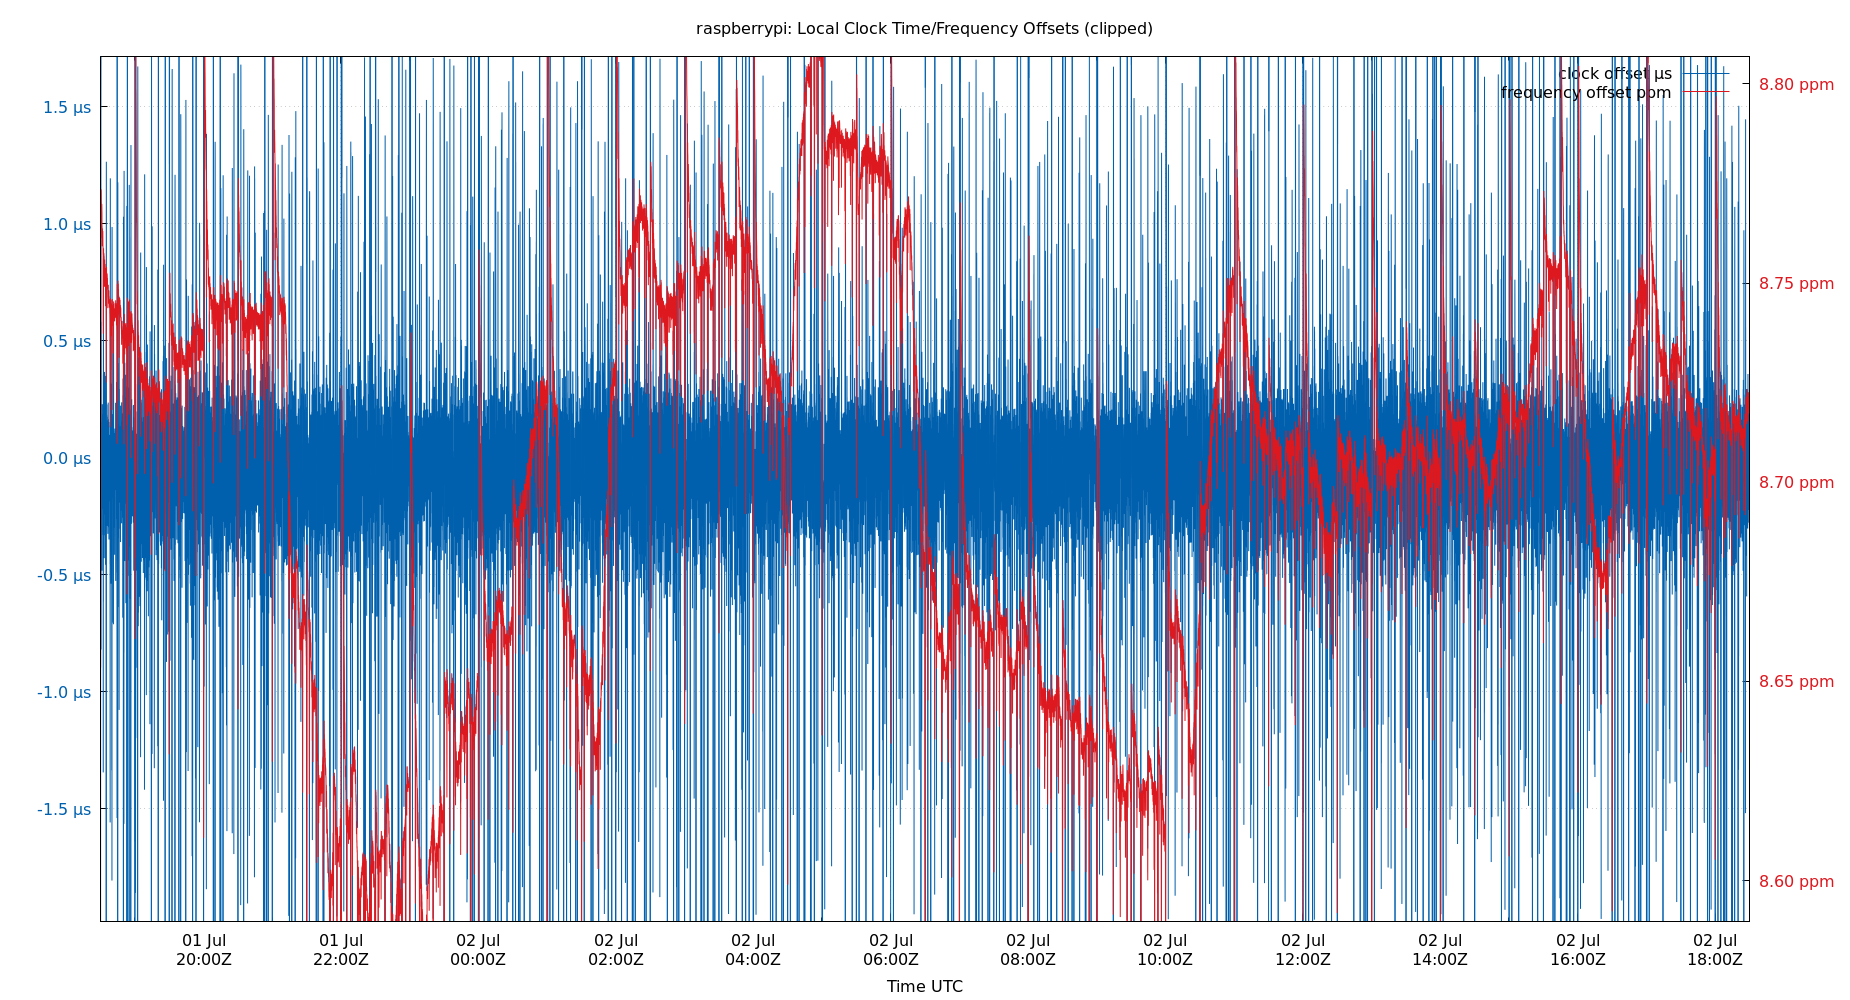 raspberrypi: Local Clock Time/Frequency Offsets (clipped)
clock offset µs
frequency offset ppm
1.5 µs
1.0 µs
0.5 µs
0.0 µs
-0.5 µs
-1.0 µs
-1.5 µs
8.80 ppm
8.75 ppm
8.70 ppm
8.65 ppm
8.60 ppm
01 Jul
20:00Z
01 Jul
22:00Z
02 Jul
00:00Z
02 Jul
02:00Z
02 Jul
04:00Z
02 Jul
06:00Z
02 Jul
08:00Z
02 Jul
10:00Z
02 Jul
12:00Z
02 Jul
14:00Z
02 Jul
16:00Z
02 Jul
18:00Z
Time UTC